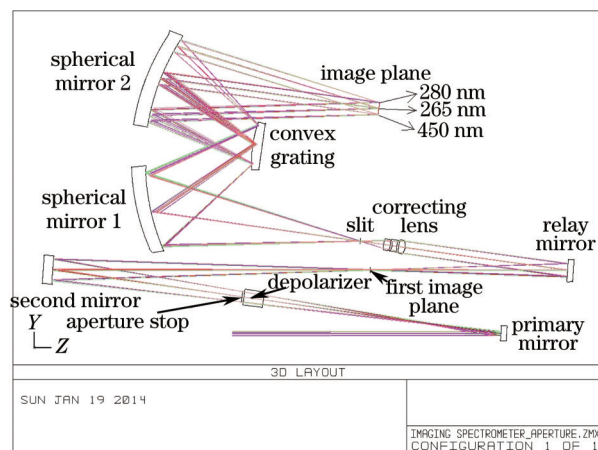 spherical
mirror 2
image plane
280 nm
265 nm
450 nm
convex
grating
spherical
mirror 1
correcting
lens
slit
relay
mirror
depolarizer
first image
plane
second mirror
aperture stop
Y
Z
primary
mirror
3D LAYOUT
SUN JAN 19 2014
IMAGING SPECTROMETER_APERTURE.ZMX
CONFIGURATION 1 OF 1